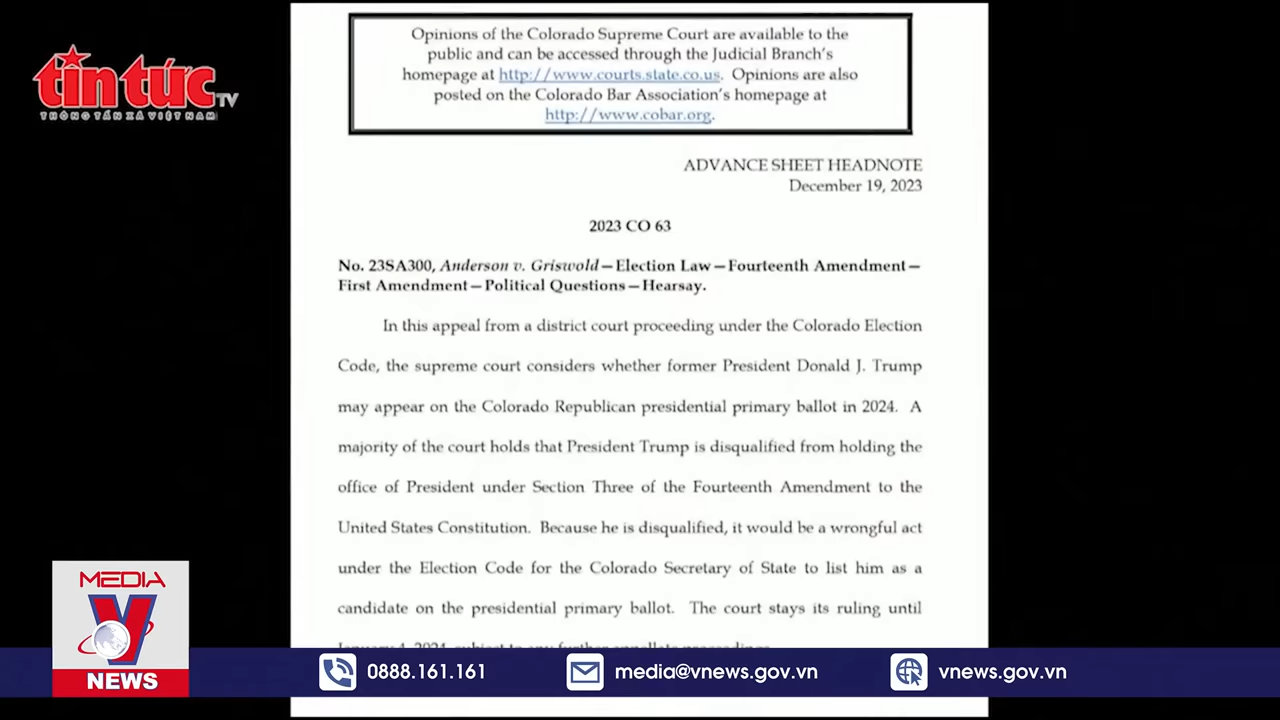 Opinions of the Colorado Supreme Court are available to the
public and can be accessed through the Judicial Branch's
homepage at http://www.courts.state.co.us. Opinions are also
posted on the Colorado Bar Association's homepage at
http://www.cobar.org.
tin tức TV
THÔNG TẤN XÃ VIỆT NAM
ADVANCE SHEET HEADNOTE
December 19, 2023
2023 CO 63
No. 23SA300, Anderson v. Griswold—Election Law—Fourteenth Amendment—
First Amendment—Political Questions—Hearsay.
In this appeal from a district court proceeding under the Colorado Election
Code, the supreme court considers whether former President Donald J. Trump
may appear on the Colorado Republican presidential primary ballot in 2024. A
majority of the court holds that President Trump is disqualified from holding the
office of President under Section Three of the Fourteenth Amendment to the
United States Constitution. Because he is disqualified, it would be a wrongful act
under the Election Code for the Colorado Secretary of State to list him as a
candidate on the presidential primary ballot. The court stays its ruling until
January 4, 2024, subject to any further appellate proceedings.
MEDIA
V
NEWS
0888.161.161
media@vnews.gov.vn
vnews.gov.vn